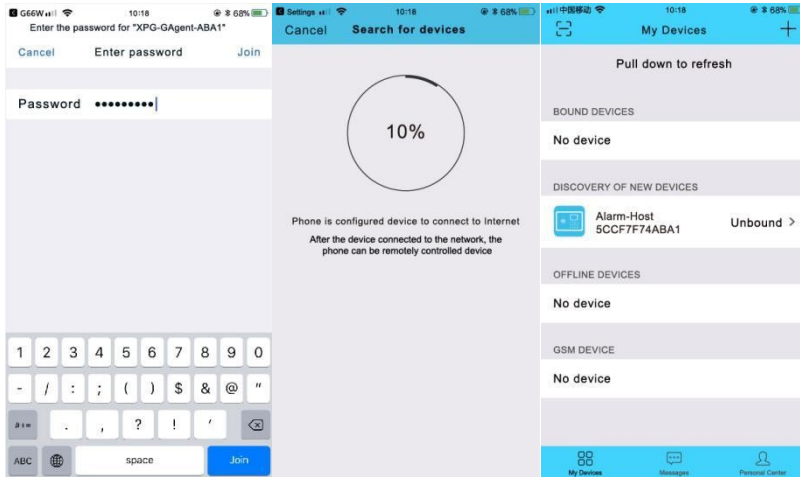 G66W 10:18 68%
Enter the password for "XPG-GAgent-ABA1"
Cancel Enter password Join
Password •••••••••
1 2 3 4 5 6 7 8 9 0
- / : ; ( ) $ & @ "
#+= . , ? ! '
ABC space Join
Settings 10:18 68%
Cancel Search for devices
10%
Phone is configured device to connect to Internet
After the device connected to the network, the
phone can be remotely controlled device
中国移动 10:18 68%
My Devices +
Pull down to refresh
BOUND DEVICES
No device
DISCOVERY OF NEW DEVICES
Alarm-Host
5CCF7F74ABA1
Unbound >
OFFLINE DEVICES
No device
GSM DEVICE
No device
My Devices Messages Personal Center